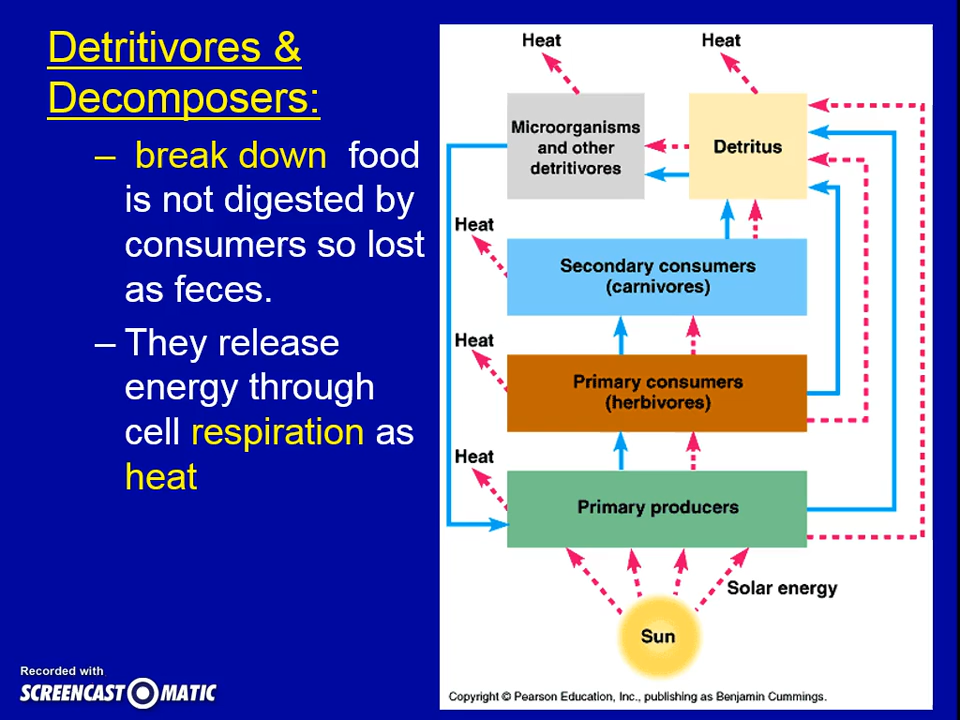 Detritivores &
Decomposers:
– break down food
is not digested by
consumers so lost
as feces.
– They release
energy through
cell respiration as
heat
Heat
Heat
Microorganisms
and other
detritivores
Detritus
Heat
Secondary consumers
(carnivores)
Heat
Primary consumers
(herbivores)
Heat
Primary producers
Solar energy
Sun
Recorded with
SCREENCAST-O-MATIC
Copyright © Pearson Education, Inc., publishing as Benjamin Cummings.